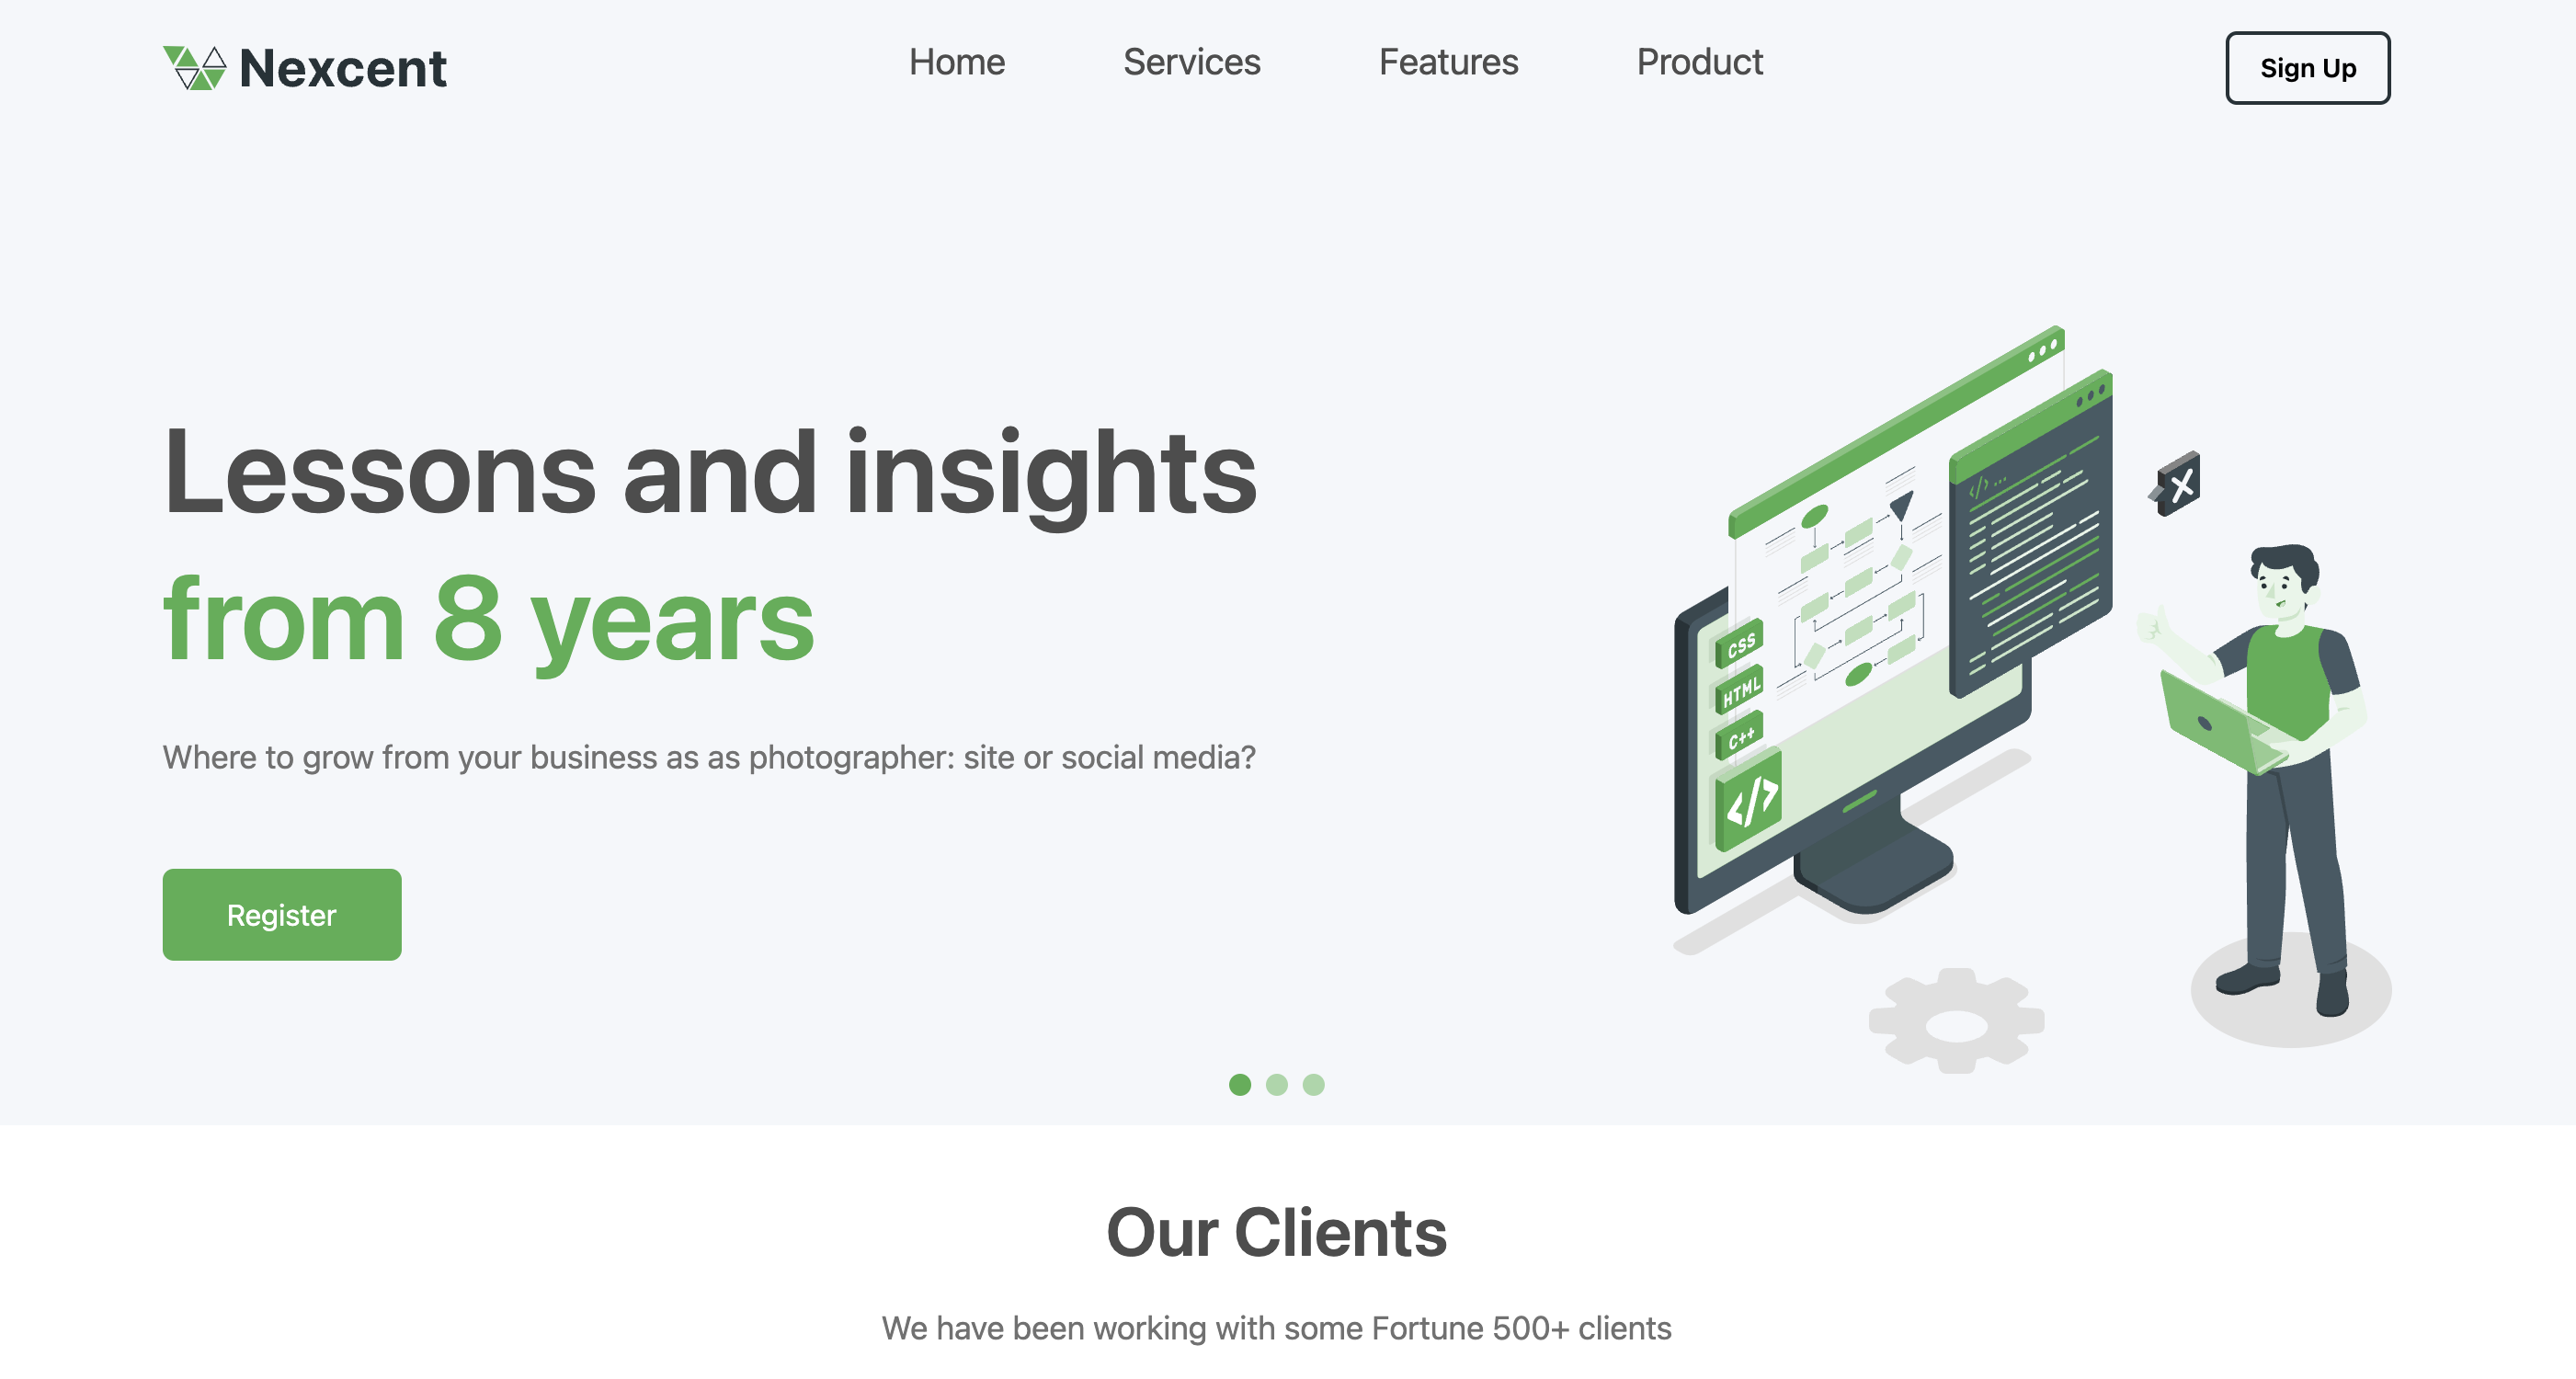 Nexcent
Home Services Features Product
Sign Up
Lessons and insights
from 8 years
Where to grow from your business as as photographer: site or social media?
Register
</> ...
CSS
HTML
C++
</>
Our Clients
We have been working with some Fortune 500+ clients